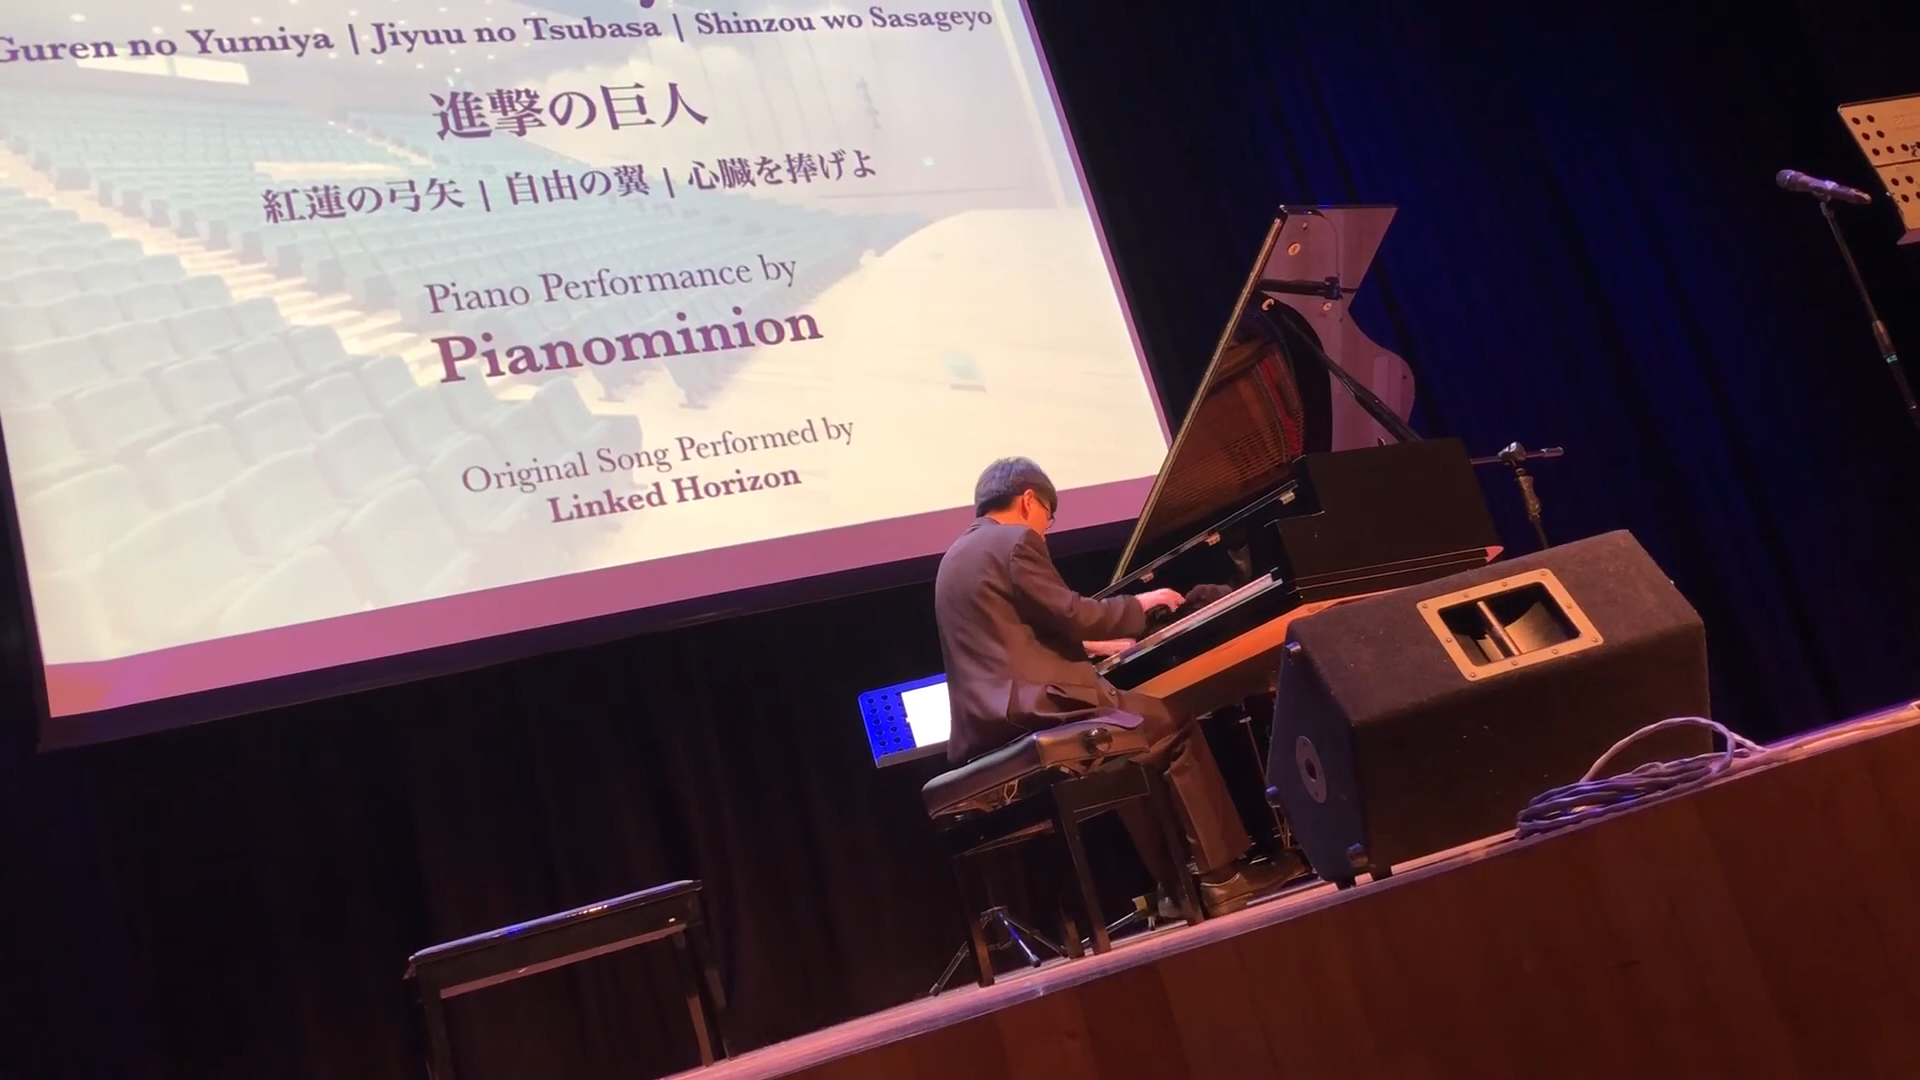 Guren no Yumiya | Jiyuu no Tsubasa | Shinzou wo Sasageyo
進撃の巨人
紅蓮の弓矢 | 自由の翼 | 心臓を捧げよ
Piano Performance by
Pianominion
Original Song Performed by
Linked Horizon